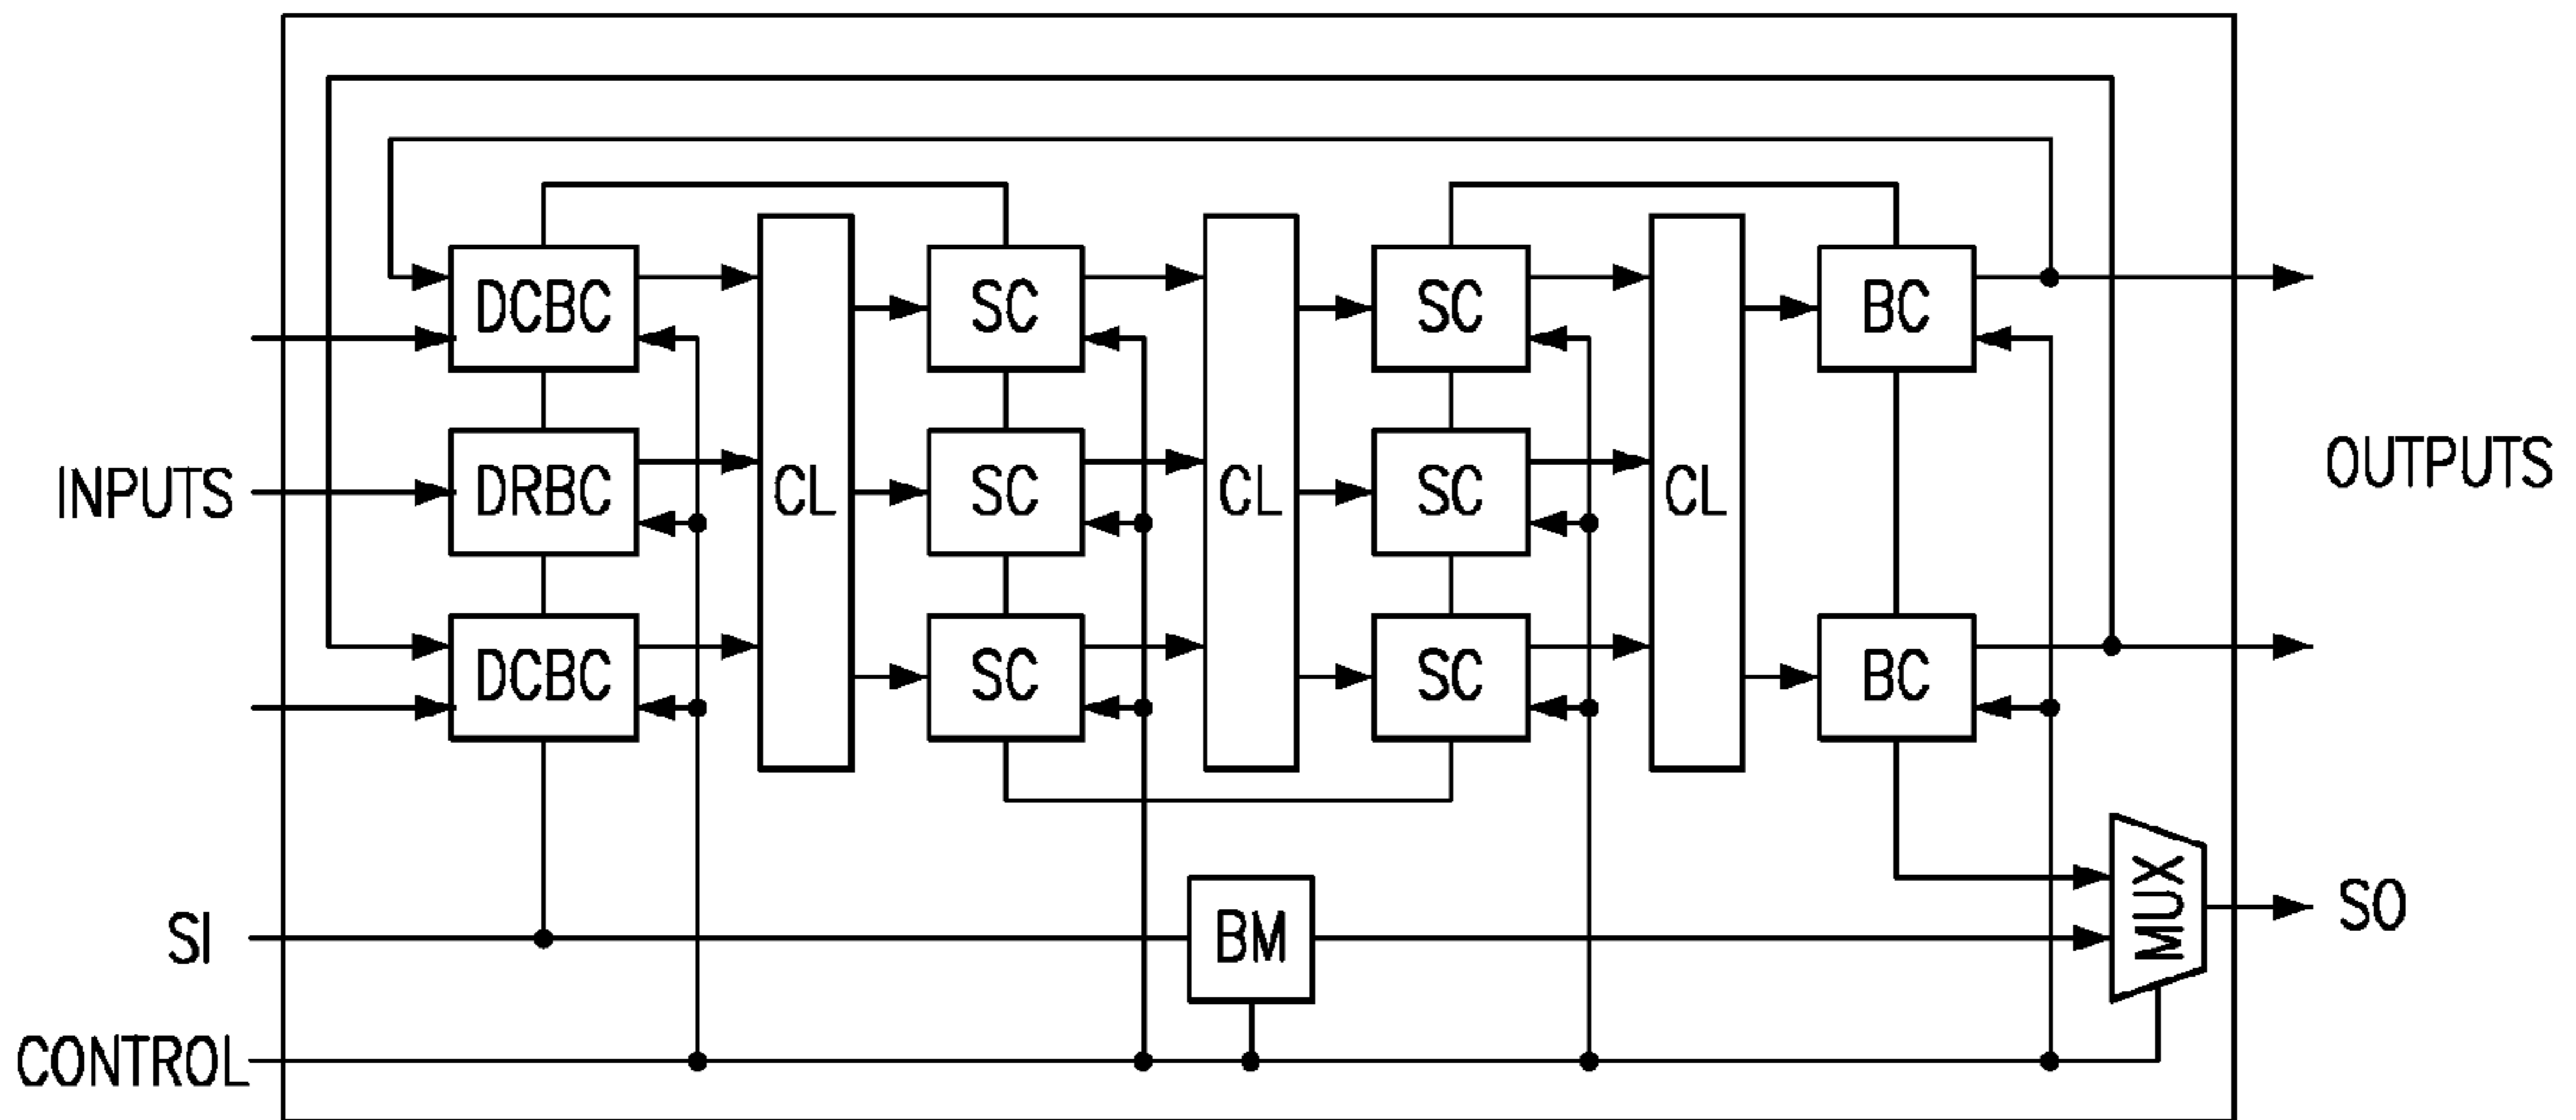 DCBC
SC
SC
BC
INPUTS
DRBC
CL
SC
CL
SC
CL
OUTPUTS
DCBC
SC
SC
BC
SI
BM
MUX
SO
CONTROL